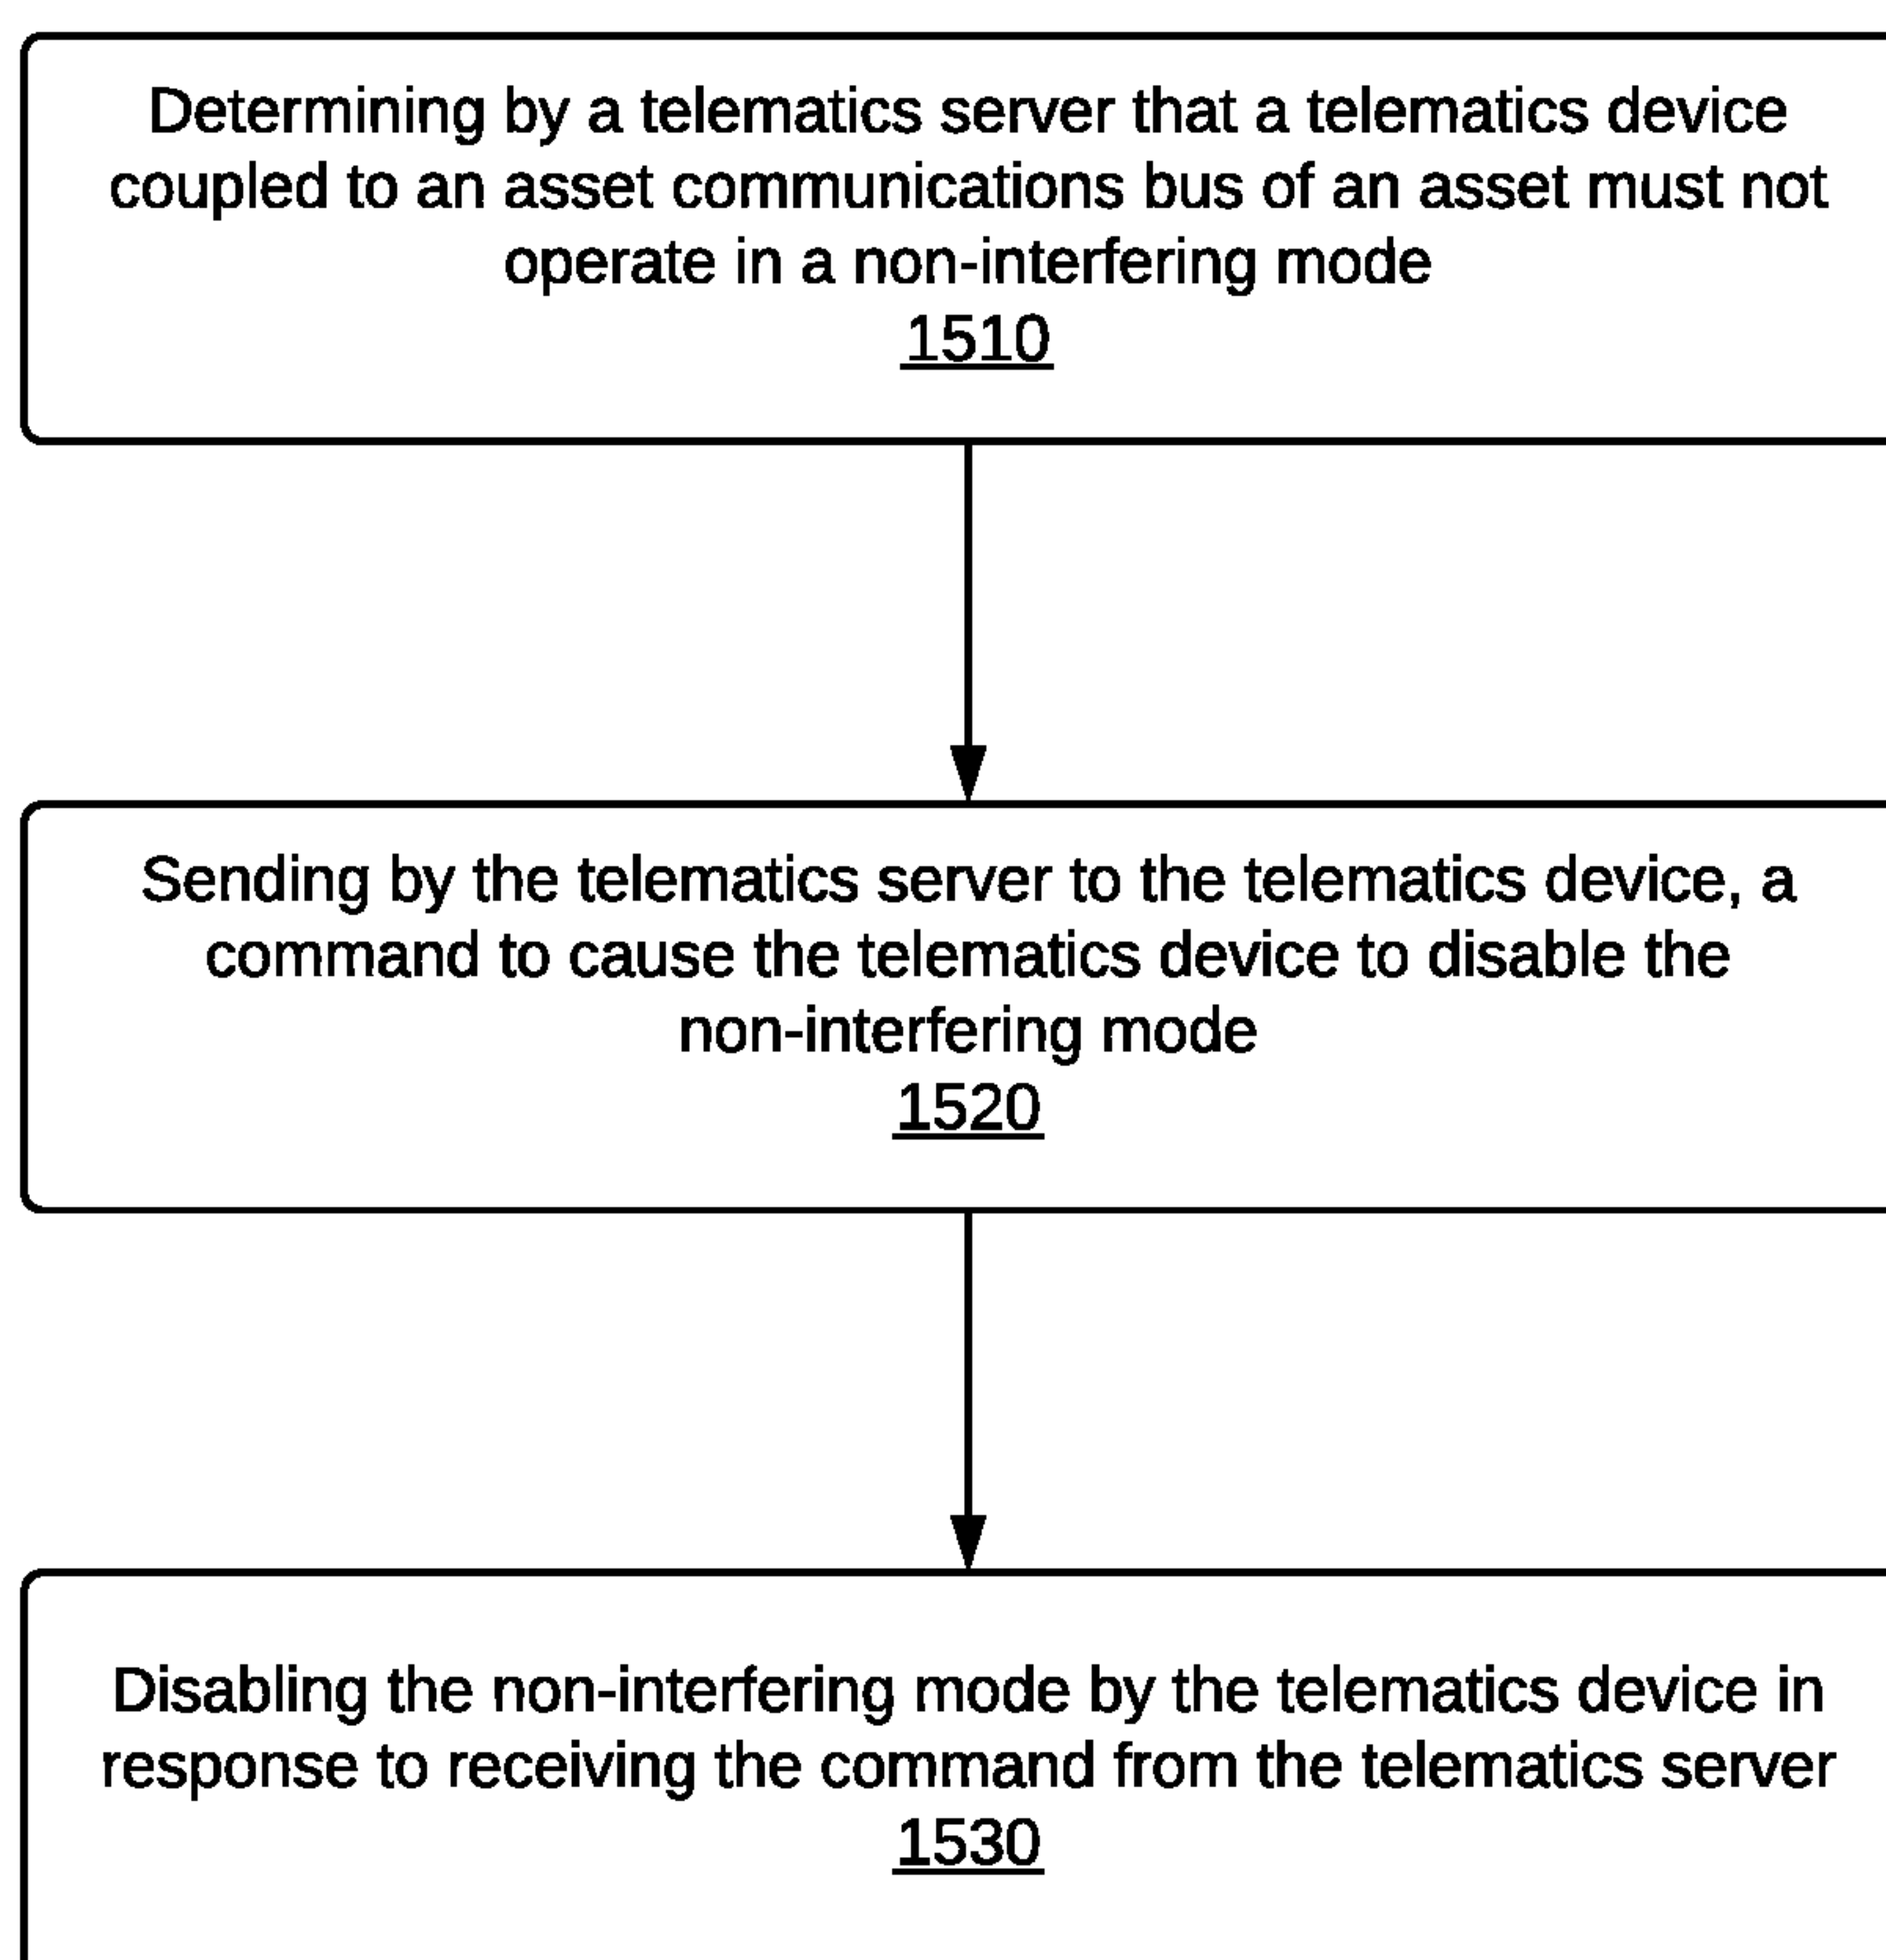 Determining by a telematics server that a telematics device
coupled to an asset communications bus of an asset must not
operate in a non-interfering mode
1510
Sending by the telematics server to the telematics device, a
command to cause the telematics device to disable the
non-interfering mode
1520
Disabling the non-interfering mode by the telematics device in
response to receiving the command from the telematics server
1530